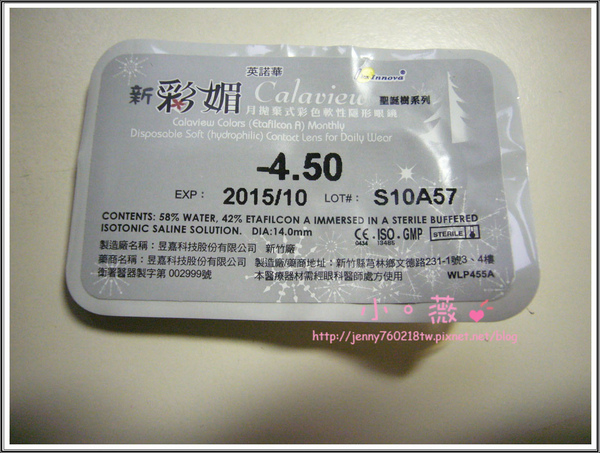 英諾華
Innova
新彩媚 Calaview 聖誕樹系列
月拋棄式彩色軟性隱形眼鏡
Calaview Colors (Etafilcon A) Monthly
Disposable Soft (hydrophilic) Contact Lens for Daily Wear
-4.50
EXP: 2015/10 LOT#: S10A57
CONTENTS: 58% WATER, 42% ETAFILCON A IMMERSED IN A STERILE BUFFERED
ISOTONIC SALINE SOLUTION. DIA:14.0mm CE.ISO.GMP STERILE
0434 13485
製造廠名稱：昱嘉科技股份有限公司 新竹廠
藥商名稱：昱嘉科技股份有限公司 製造廠/藥商地址：新竹縣芎林鄉文德路231-1號3、4樓
衛署醫器製字第 002999號 本醫療器材需經眼科醫師處方使用 WLP455A
小。薇
http://jenny760218tw.pixnet.net/blog